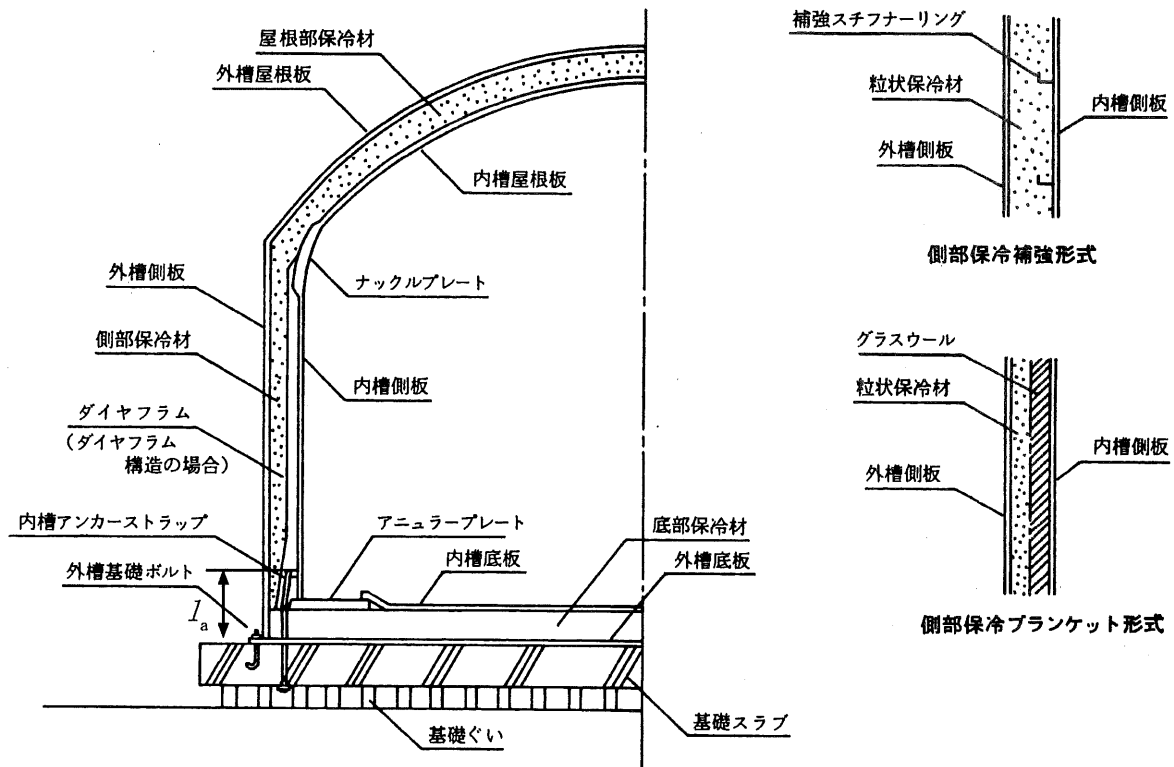 屋根部保冷材
外槽屋根板
内槽屋根板
ナックルプレート
外槽側板
側部保冷材
内槽側板
ダイヤフラム
(ダイヤフラム
構造の場合)
内槽アンカーストラップ
外槽基礎ボルト
la
アニュラープレート
内槽底板
底部保冷材
外槽底板
基礎ぐい
基礎スラブ
補強スチフナーリング
粒状保冷材
内槽側板
外槽側板
側部保冷補強形式
グラスウール
粒状保冷材
内槽側板
外槽側板
側部保冷ブランケット形式